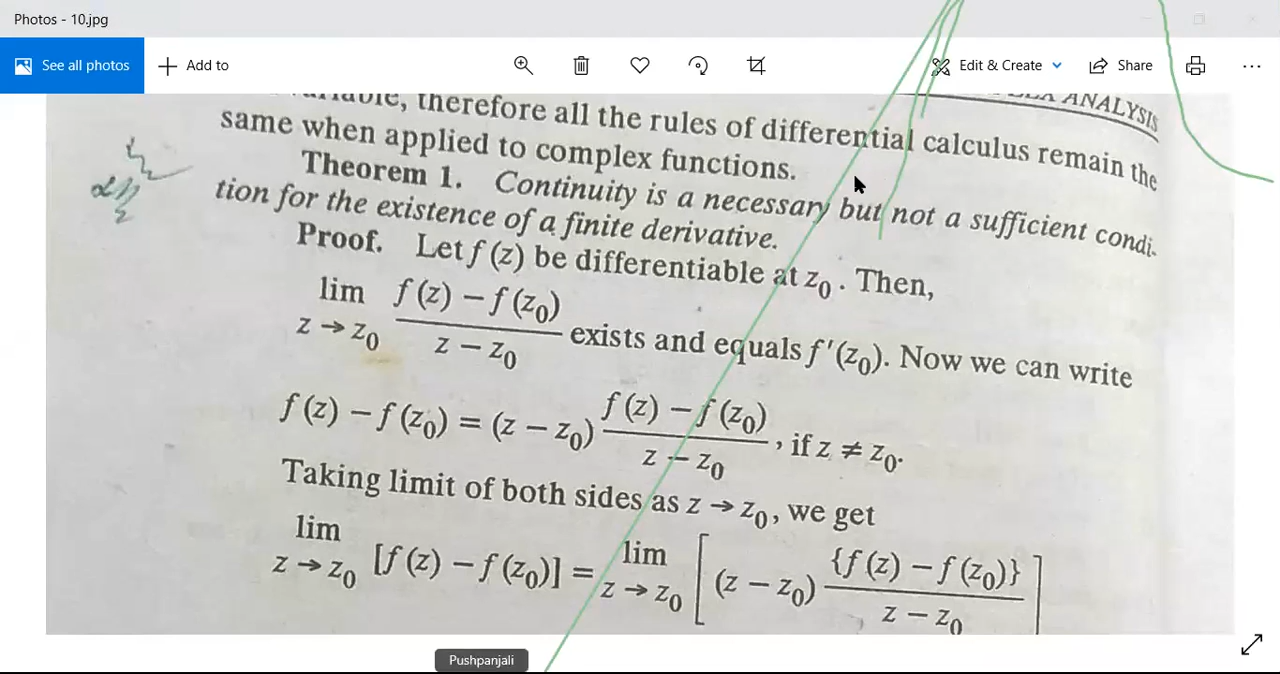 Photos - 10.jpg
See all photos
Add to
Edit & Create
Share
ANALYSIS
variable, therefore all the rules of differential calculus remain the
same when applied to complex functions.
Theorem 1. Continuity is a necessary but not a sufficient condi-
tion for the existence of a finite derivative.
Proof. Let f (z) be differentiable at z₀ . Then,
lim z → z₀ f (z) − f (z₀) / z − z₀ exists and equals f ′(z₀). Now we can write
f (z) − f (z₀) = (z − z₀) f (z) − f (z₀) / z − z₀ , if z ≠ z₀.
Taking limit of both sides as z → z₀, we get
lim z → z₀ [f (z) − f (z₀)] = lim z → z₀ [ (z − z₀) {f (z) − f (z₀)} / z − z₀ ]
Pushpanjali